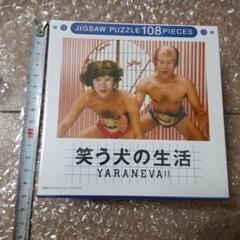 JIGSAW PUZZLE 108 PIECES
笑う犬の生活
YARANEVA!!